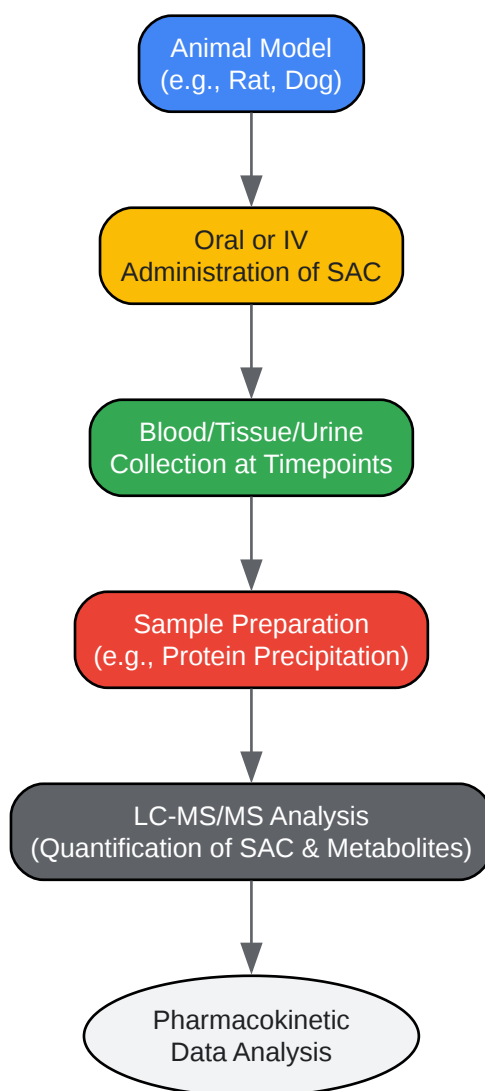 Animal Model
(e.g., Rat, Dog)
Oral or IV
Administration of SAC
Blood/Tissue/Urine
Collection at Timepoints
Sample Preparation
(e.g., Protein Precipitation)
LC-MS/MS Analysis
(Quantification of SAC & Metabolites)
Pharmacokinetic
Data Analysis